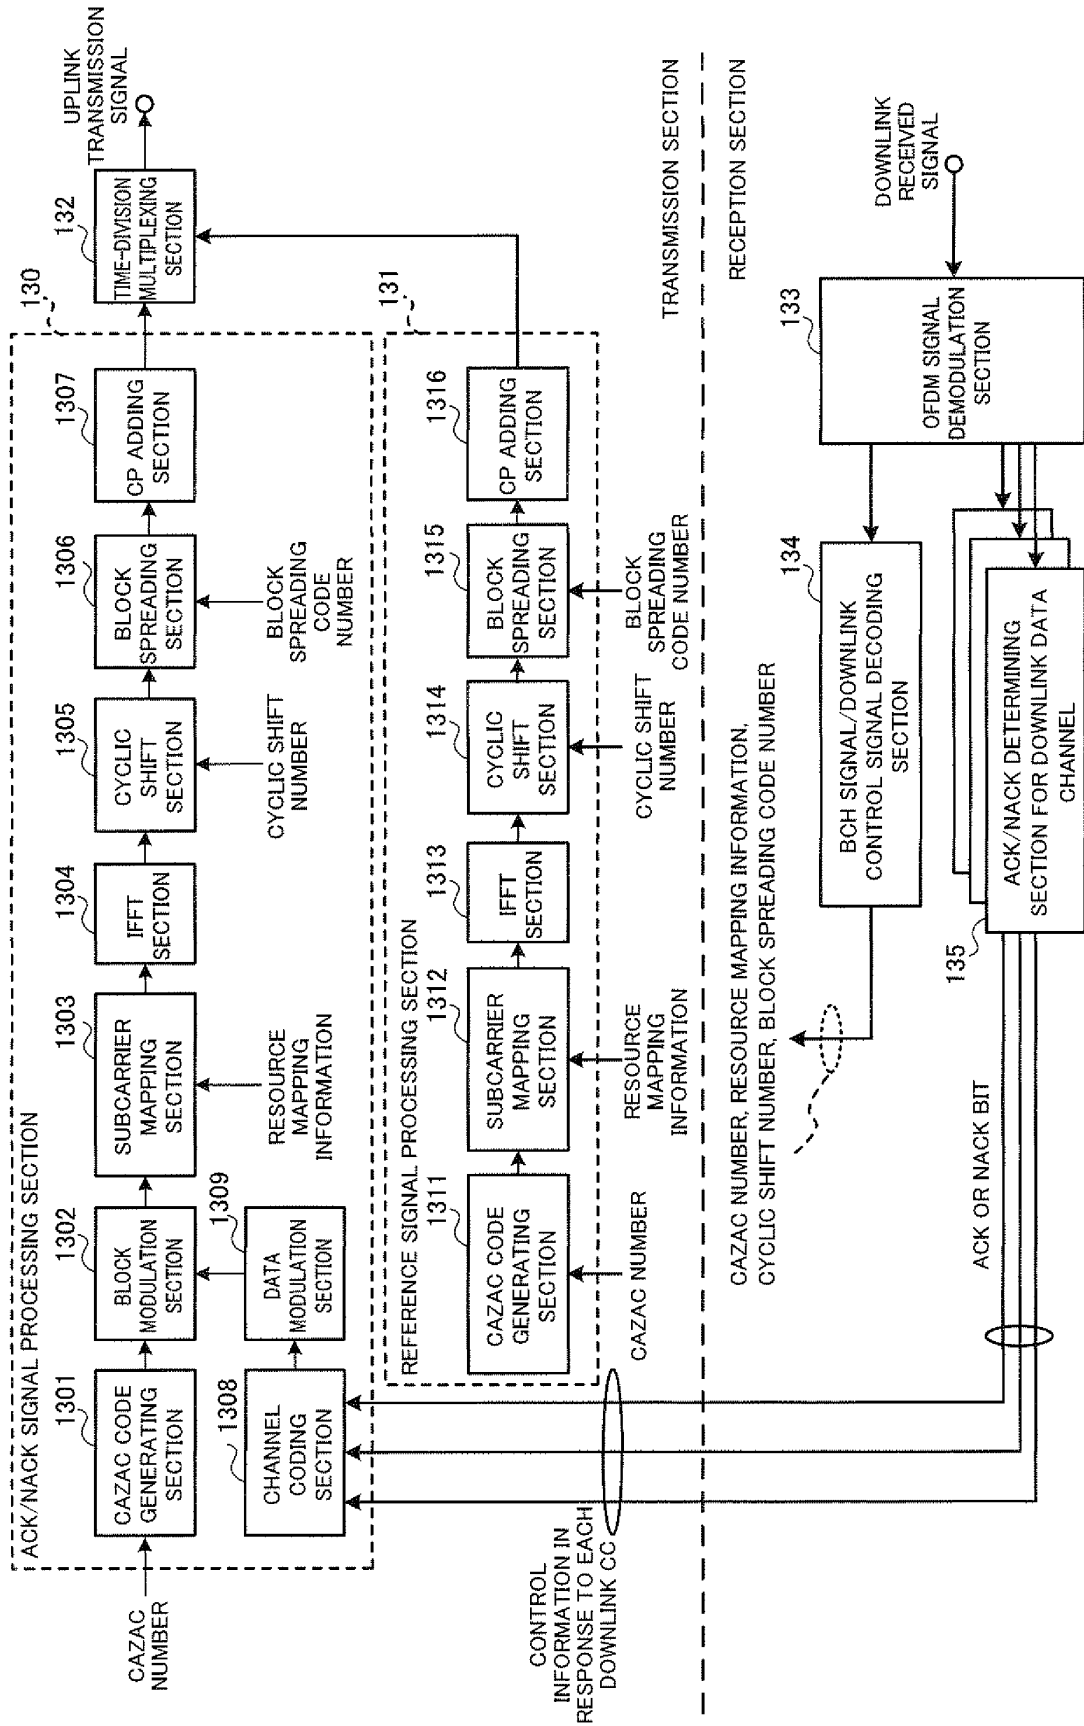 UPLINK
TRANSMISSION
SIGNAL
132
TIME-DIVISION
MULTIPLEXING
SECTION
130
ACK/NACK SIGNAL PROCESSING SECTION
CAZAC
NUMBER
1301
CAZAC CODE
GENERATING
SECTION
1302
BLOCK
MODULATION
SECTION
1303
SUBCARRIER
MAPPING
SECTION
RESOURCE
MAPPING
INFORMATION
1304
IFFT
SECTION
1305
CYCLIC
SHIFT
SECTION
CYCLIC SHIFT
NUMBER
1306
BLOCK
SPREADING
SECTION
BLOCK
SPREADING
CODE
NUMBER
1307
CP ADDING
SECTION
1308
CHANNEL
CODING
SECTION
1309
DATA
MODULATION
SECTION
131
REFERENCE SIGNAL PROCESSING SECTION
1311
CAZAC CODE
GENERATING
SECTION
CAZAC NUMBER
1312
SUBCARRIER
MAPPING
SECTION
RESOURCE
MAPPING
INFORMATION
1313
IFFT
SECTION
1314
CYCLIC
SHIFT
SECTION
CYCLIC SHIFT
NUMBER
1315
BLOCK
SPREADING
SECTION
BLOCK
SPREADING
CODE NUMBER
1316
CP ADDING
SECTION
CONTROL
INFORMATION IN
RESPONSE TO EACH
DOWNLINK CC
TRANSMISSION SECTION
RECEPTION SECTION
CAZAC NUMBER, RESOURCE MAPPING INFORMATION,
CYCLIC SHIFT NUMBER, BLOCK SPREADING CODE NUMBER
DOWNLINK
RECEIVED
SIGNAL
133
OFDM SIGNAL
DEMODULATION
SECTION
134
BCH SIGNAL/DOWNLINK
CONTROL SIGNAL DECODING
SECTION
135
ACK/NACK DETERMINING
SECTION FOR DOWNLINK DATA
CHANNEL
ACK OR NACK BIT